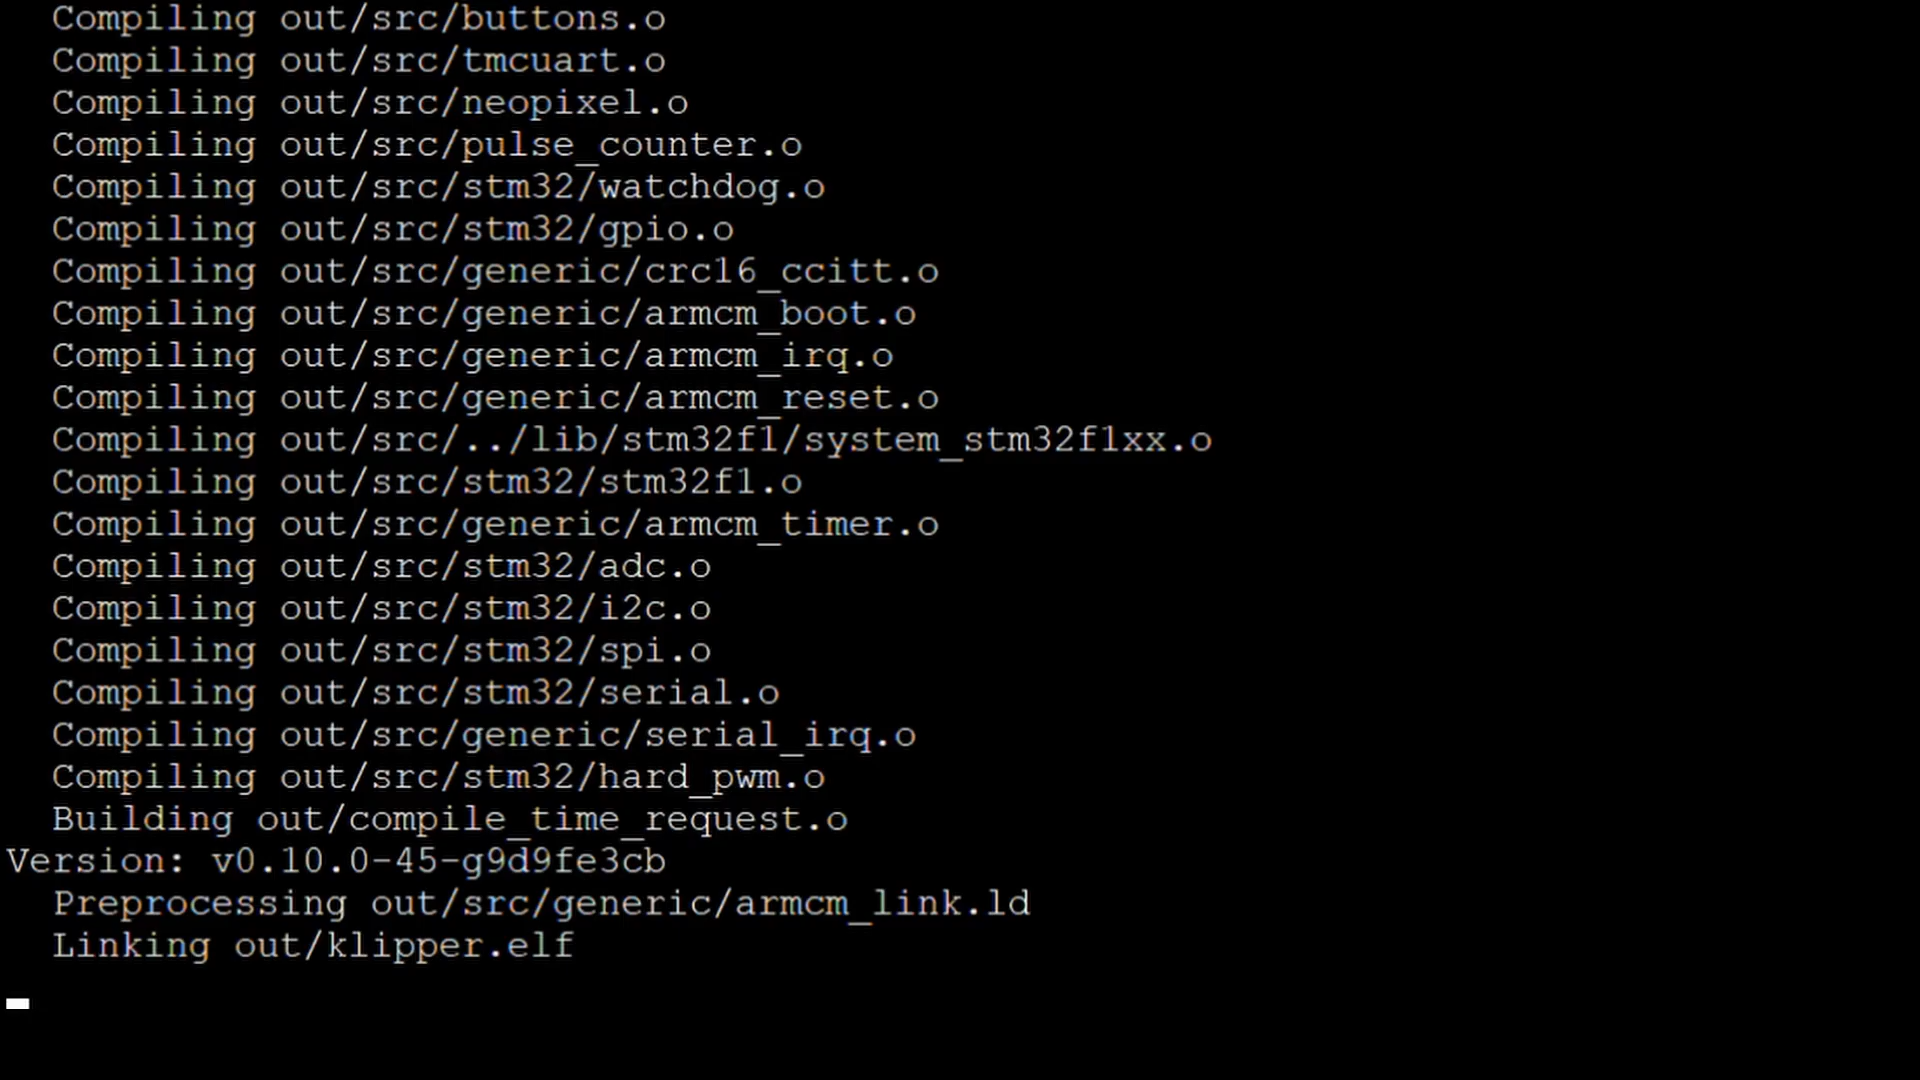 Compiling out/src/buttons.o
Compiling out/src/tmcuart.o
Compiling out/src/neopixel.o
Compiling out/src/pulse_counter.o
Compiling out/src/stm32/watchdog.o
Compiling out/src/stm32/gpio.o
Compiling out/src/generic/crc16_ccitt.o
Compiling out/src/generic/armcm_boot.o
Compiling out/src/generic/armcm_irq.o
Compiling out/src/generic/armcm_reset.o
Compiling out/src/../lib/stm32f1/system_stm32f1xx.o
Compiling out/src/stm32/stm32f1.o
Compiling out/src/generic/armcm_timer.o
Compiling out/src/stm32/adc.o
Compiling out/src/stm32/i2c.o
Compiling out/src/stm32/spi.o
Compiling out/src/stm32/serial.o
Compiling out/src/generic/serial_irq.o
Compiling out/src/stm32/hard_pwm.o
Building out/compile_time_request.o
Version: v0.10.0-45-g9d9fe3cb
Preprocessing out/src/generic/armcm_link.ld
Linking out/klipper.elf